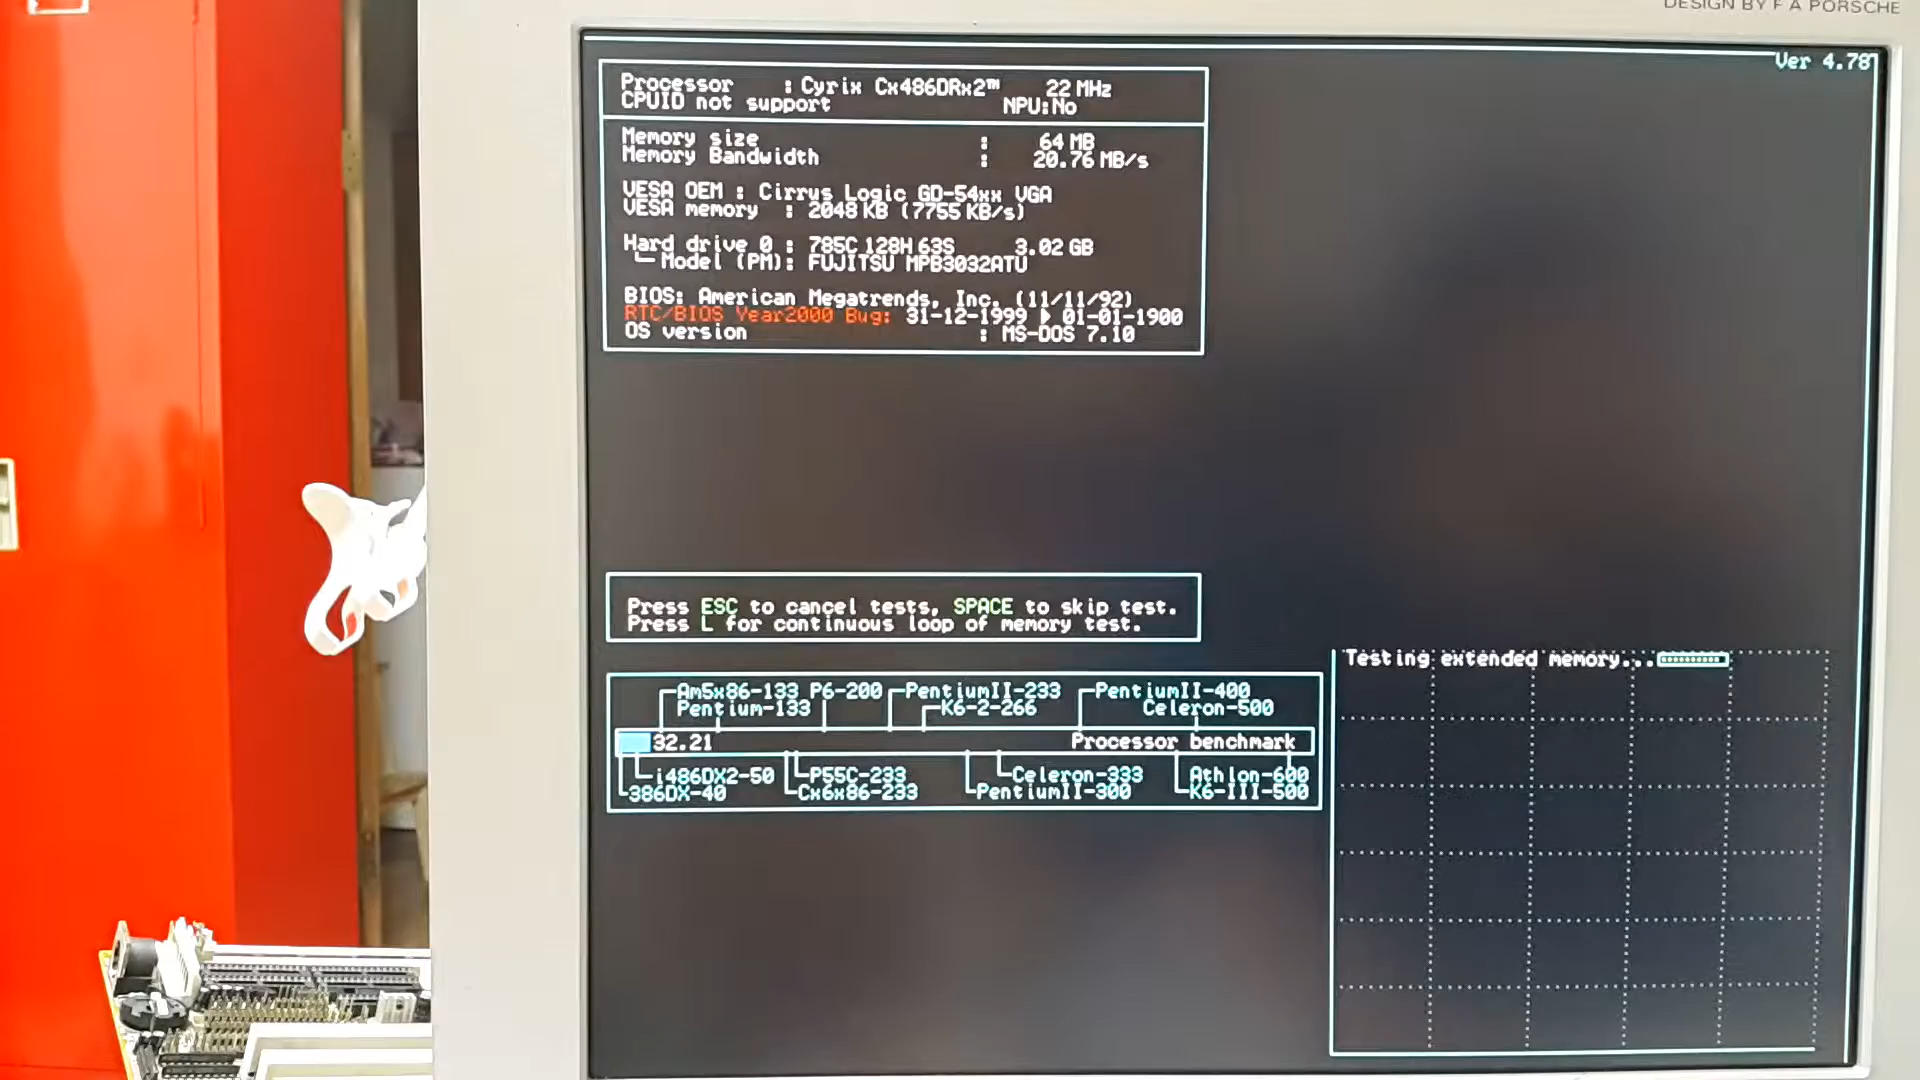 DESIGN BY F A PORSCHE
Ver 4.78
Processor : Cyrix Cx486DRx2™ 22 MHz
CPUID not support NPU:No
Memory size : 64 MB
Memory Bandwidth : 20.76 MB/s
VESA OEM : Cirrus Logic GD-54xx VGA
VESA memory : 2048 KB (7755 KB/s)
Hard drive 0 : 785C 128H 63S 3.02 GB
Model (PM): FUJITSU MPB3032ATU
BIOS: American Megatrends, Inc. (11/11/92)
RTC/BIOS Year2000 Bug: 31-12-1999 ▶ 01-01-1900
OS version : MS-DOS 7.10
Press ESC to cancel tests, SPACE to skip test.
Press L for continuous loop of memory test.
Testing extended memory...
Am5x86-133 P6-200 PentiumII-233 PentiumII-400
Pentium-133 K6-2-266 Celeron-500
32.21 Processor benchmark
i486DX2-50 P55C-233 Celeron-333 Athlon-600
386DX-40 Cx6x86-233 PentiumII-300 K6-III-500